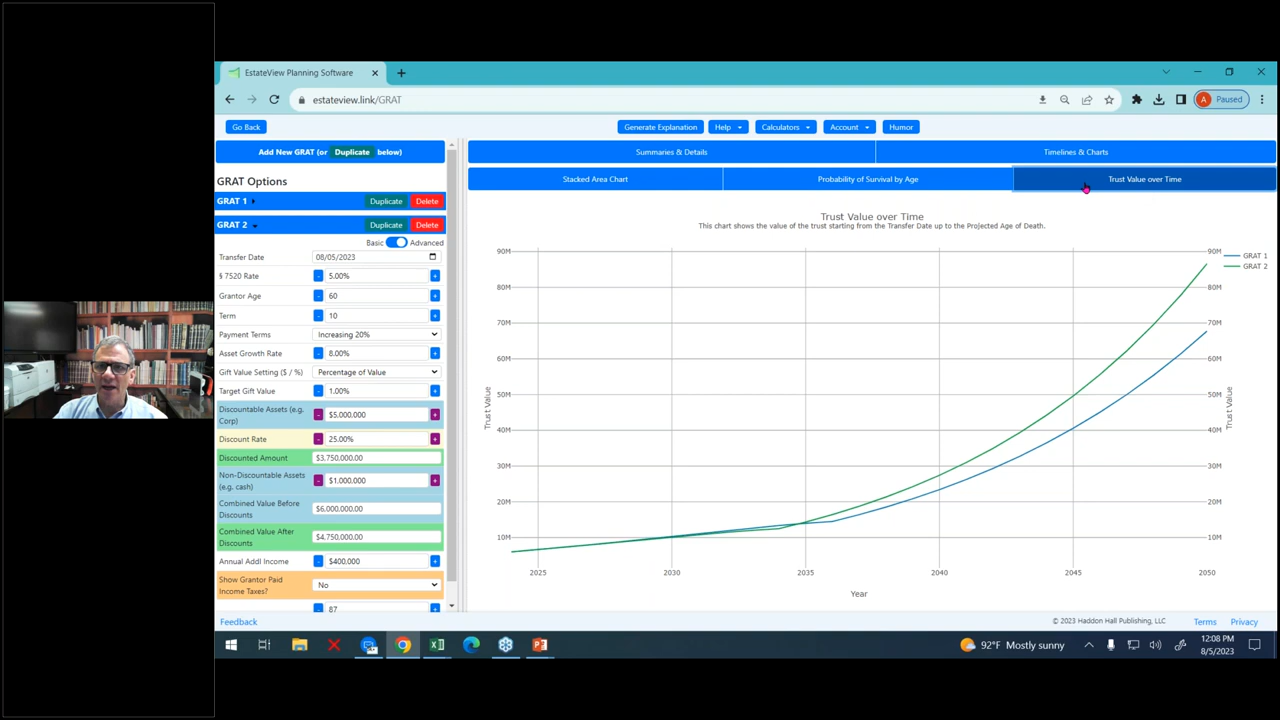 EstateView Planning Software
estateview.link/GRAT
A Paused
Go Back
Generate Explanation
Help
Calculators
Account
Humor
Add New GRAT (or Duplicate below)
Summaries & Details
Timelines & Charts
Stacked Area Chart
Probability of Survival by Age
Trust Value over Time
GRAT Options
GRAT 1
Duplicate
Delete
GRAT 2
Duplicate
Delete
Basic
Advanced
Transfer Date
08/05/2023
§ 7520 Rate
-
5.00%
+
Grantor Age
-
60
+
Term
-
10
+
Payment Terms
Increasing 20%
Asset Growth Rate
-
8.00%
+
Gift Value Setting ($ / %)
Percentage of Value
Target Gift Value
-
1.00%
+
Discountable Assets (e.g.
Corp)
-
$5,000,000
+
Discount Rate
-
25.00%
+
Discounted Amount
$3,750,000.00
Non-Discountable Assets
(e.g. cash)
-
$1,000,000
+
Combined Value Before
Discounts
$6,000,000.00
Combined Value After
Discounts
$4,750,000.00
Annual Addl Income
-
$400,000
+
Show Grantor Paid
Income Taxes?
No
-
87
+
Trust Value over Time
This chart shows the value of the trust starting from the Transfer Date up to the Projected Age of Death.
90M
80M
70M
60M
50M
40M
30M
20M
10M
Trust Value
90M
80M
70M
60M
50M
40M
30M
20M
10M
Trust Value
GRAT 1
GRAT 2
2025
2030
2035
2040
2045
2050
Year
Feedback
© 2023 Haddon Hall Publishing, LLC
Terms
Privacy
92°F Mostly sunny
12:08 PM
8/5/2023